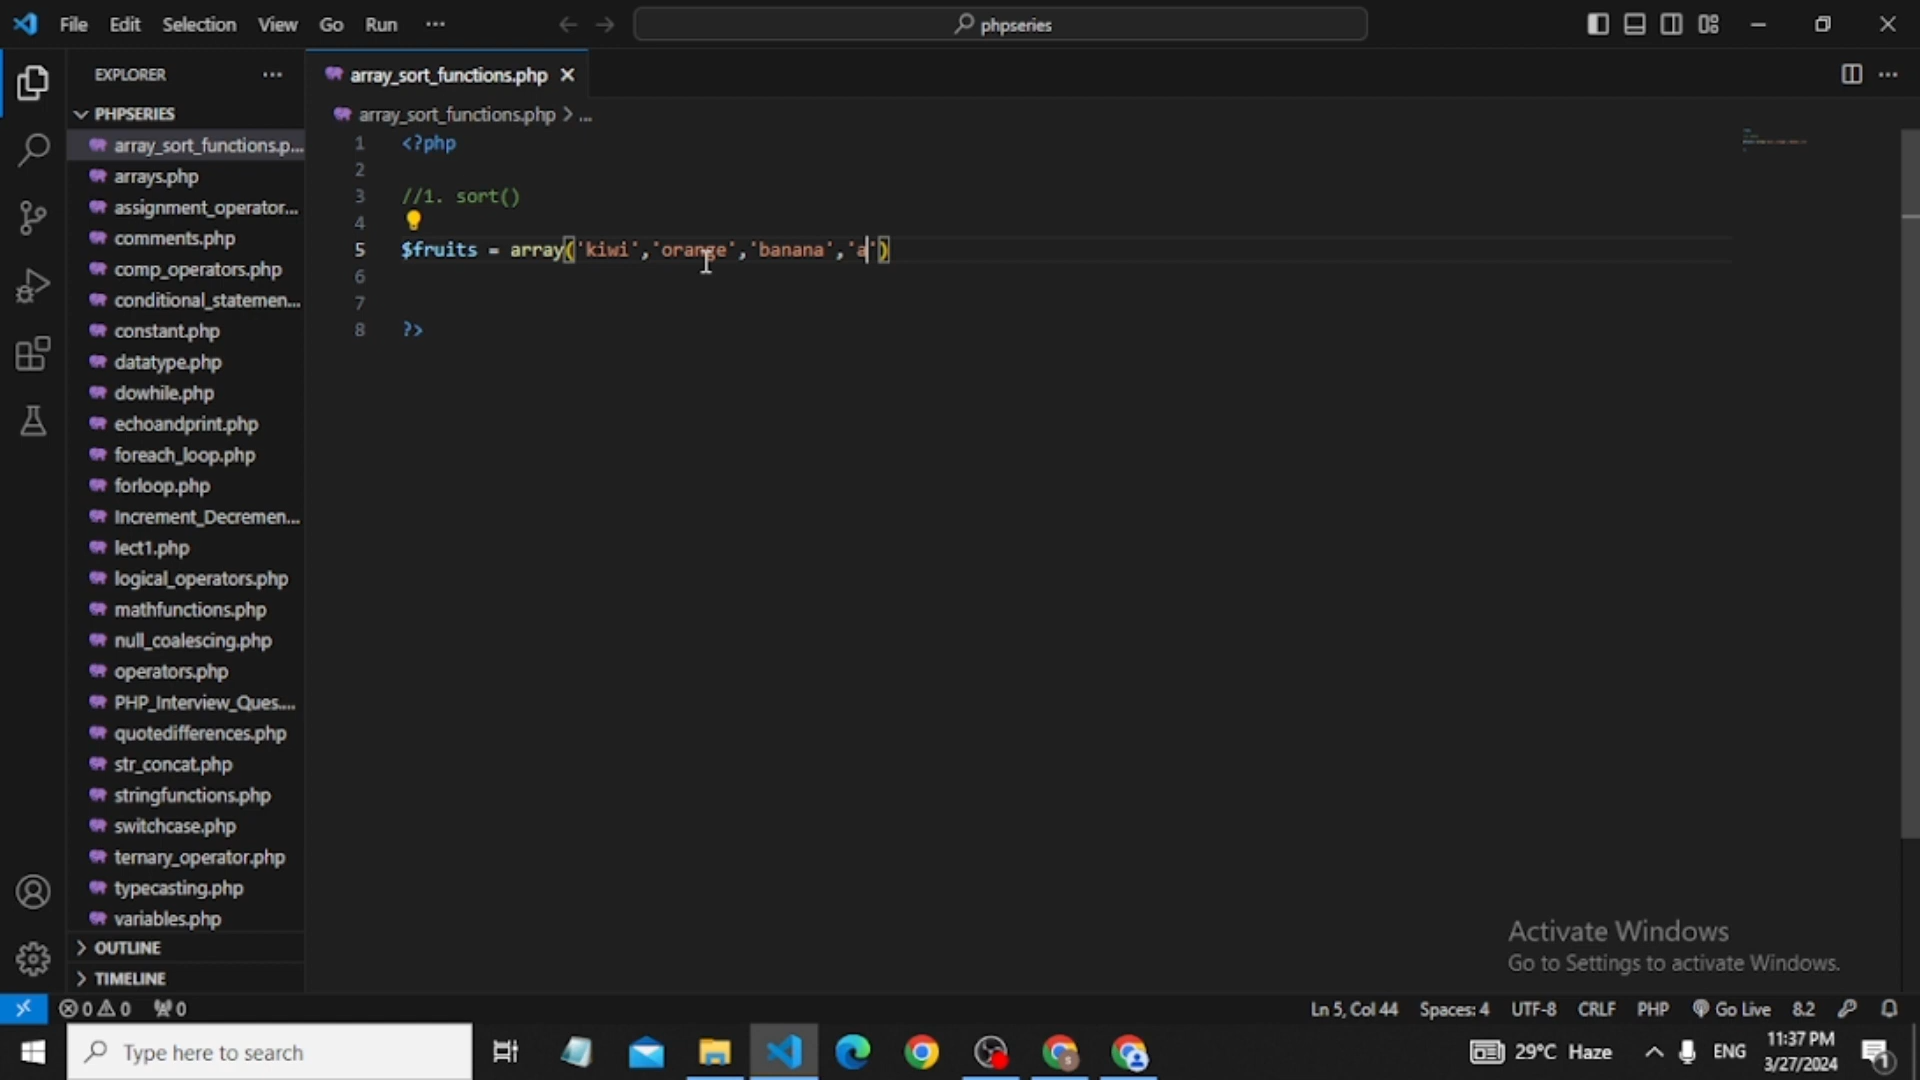 File Edit Selection View Go Run ···
phpseries
EXPLORER ···
array_sort_functions.php
PHPSERIES
array_sort_functions.php > ...
array_sort_functions.p...
arrays.php
assignment_operator...
comments.php
comp_operators.php
conditional_statemen...
constant.php
datatype.php
dowhile.php
echoandprint.php
foreach_loop.php
forloop.php
Increment_Decremen...
lect1.php
logical_operators.php
mathfunctions.php
null_coalescing.php
operators.php
PHP_Interview_Ques....
quotedifferences.php
str_concat.php
stringfunctions.php
switchcase.php
ternary_operator.php
typecasting.php
variables.php
OUTLINE
TIMELINE
1 <?php
2
3 //1. sort()
4
5 $fruits = array('kiwi','orange','banana','a')
6
7
8 ?>
Activate Windows
Go to Settings to activate Windows.
0 0 0
Ln 5, Col 44 Spaces: 4 UTF-8 CRLF PHP Go Live 8.2
Type here to search
29°C Haze ENG
11:37 PM
3/27/2024
1